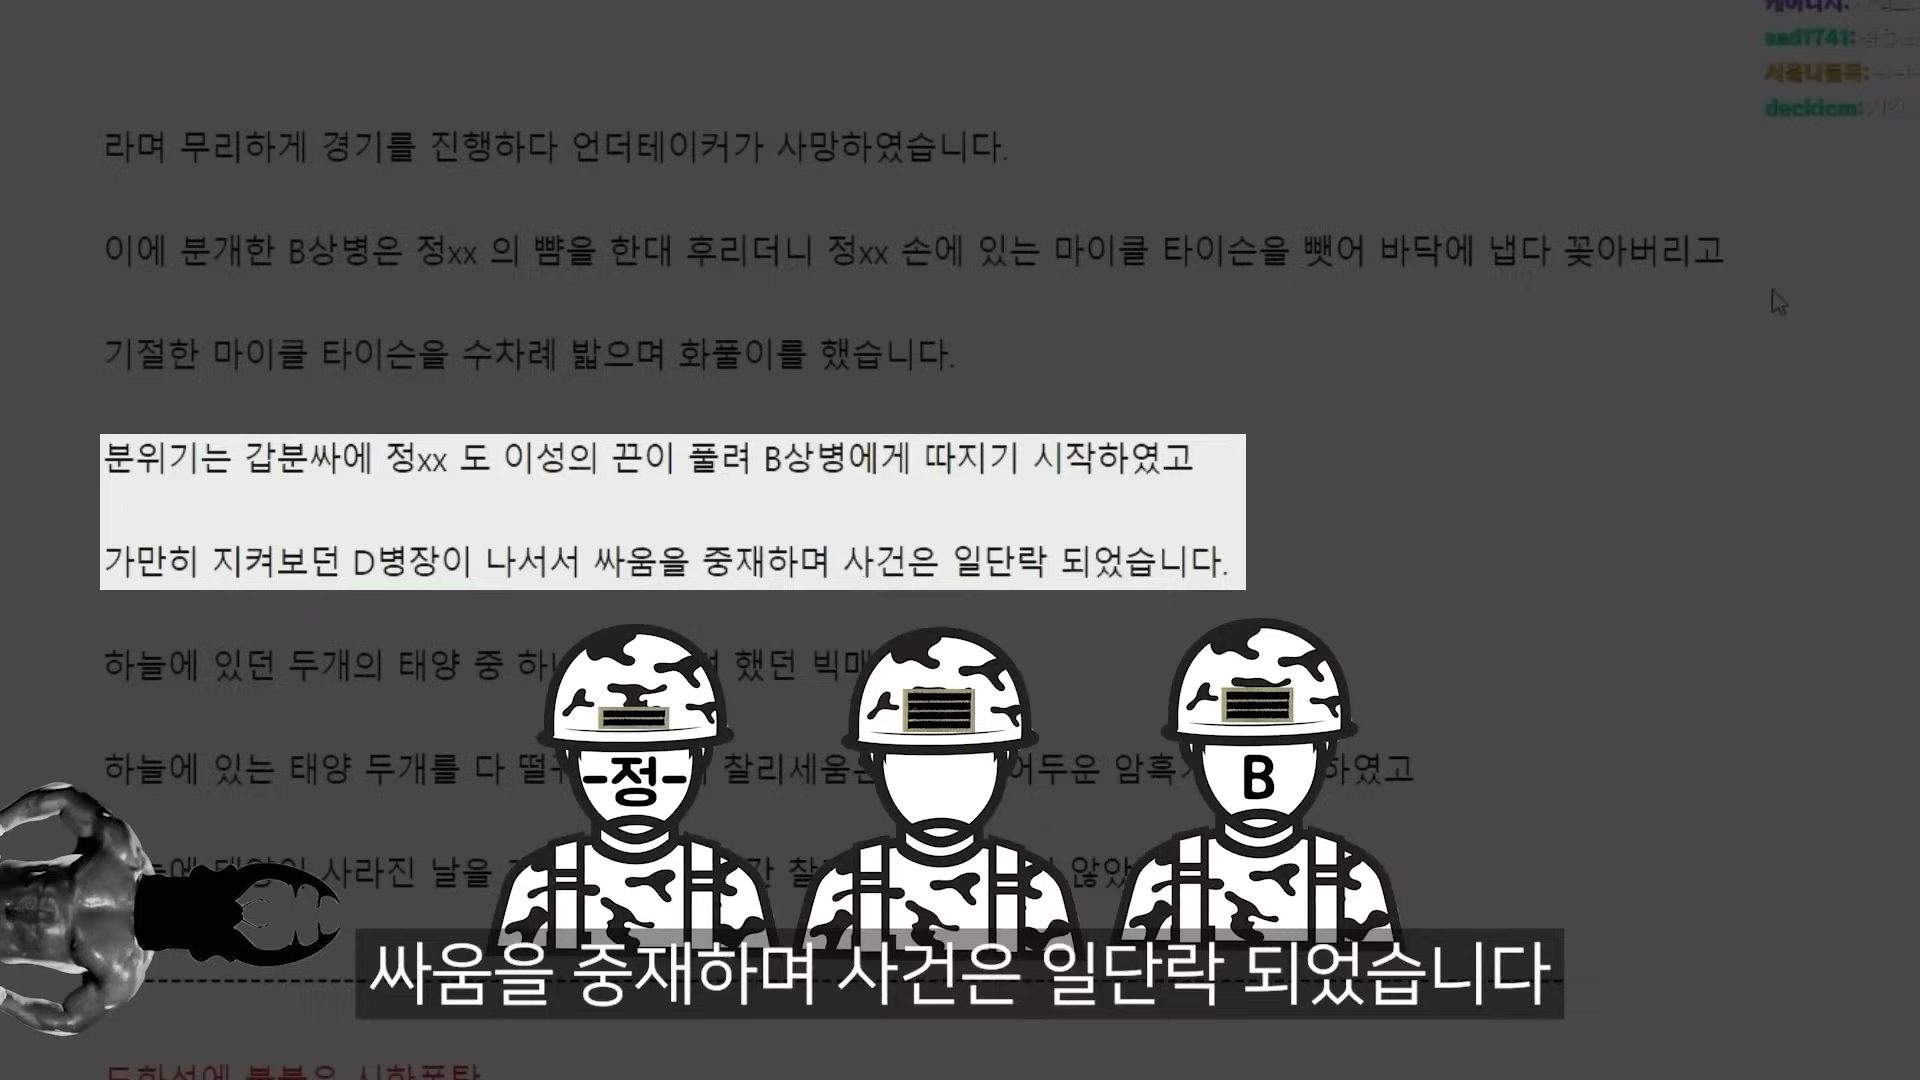 케이디지:
sad1741:
deckicm:
라며 무리하게 경기를 진행하다 언더테이커가 사망하였습니다.
이에 분개한 B상병은 정xx 의 뺨을 한대 후리더니 정xx 손에 있는 마이클 타이슨을 뺏어 바닥에 냅다 꽂아버리고
기절한 마이클 타이슨을 수차례 밟으며 화풀이를 했습니다.
분위기는 갑분싸에 정xx 도 이성의 끈이 풀려 B상병에게 따지기 시작하였고
가만히 지켜보던 D병장이 나서서 싸움을 중재하며 사건은 일단락 되었습니다.
하늘에 있던 두개의 태양 중 했던
하늘에 있는 태양 두개를 다 찰리세움은 어두운 하였고
사라진 날을
-정-
B
싸움을 중재하며 사건은 일단락 되었습니다